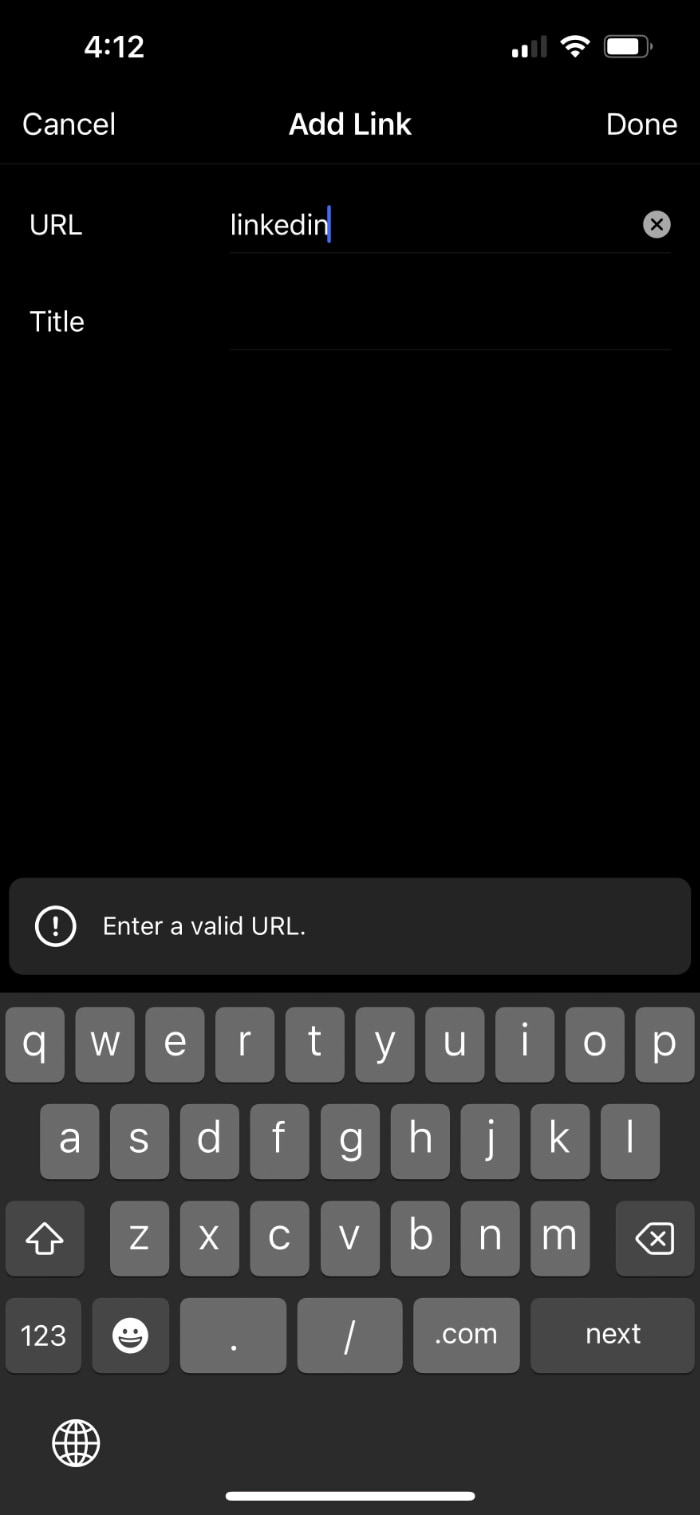 4:12
Cancel Add Link Done
URL linkedin
Title
Enter a valid URL.
q w e r t y u i o p
a s d f g h j k l
z x c v b n m
123 . / .com next